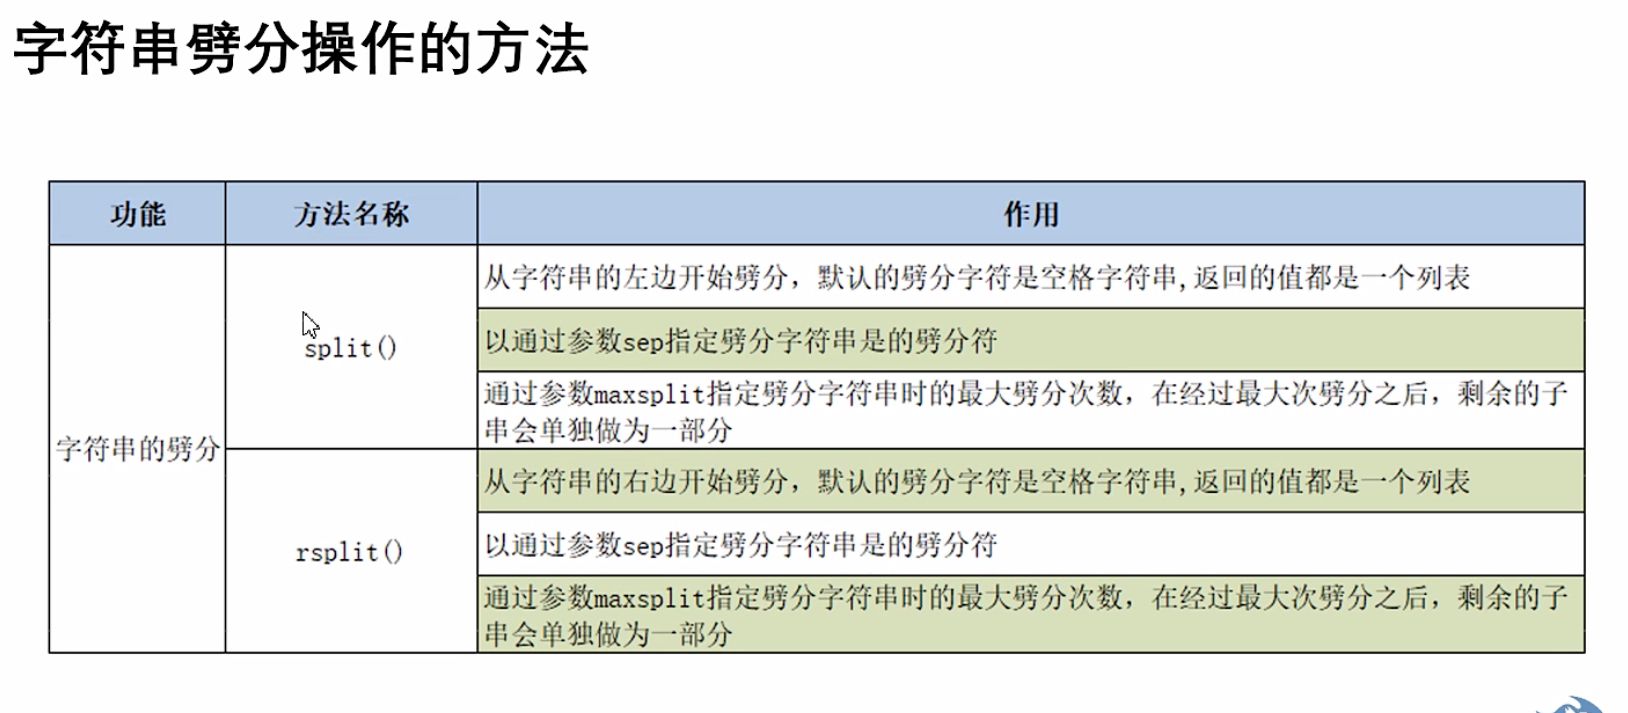 字符串劈分操作的方法
功能 方法名称 作用
字符串的劈分
split()
从字符串的左边开始劈分，默认的劈分字符是空格字符串,返回的值都是一个列表
以通过参数sep指定劈分字符串是的劈分符
通过参数maxsplit指定劈分字符串时的最大劈分次数，在经过最大次劈分之后，剩余的子
串会单独做为一部分
rsplit()
从字符串的右边开始劈分，默认的劈分字符是空格字符串,返回的值都是一个列表
以通过参数sep指定劈分字符串是的劈分符
通过参数maxsplit指定劈分字符串时的最大劈分次数，在经过最大次劈分之后，剩余的子
串会单独做为一部分